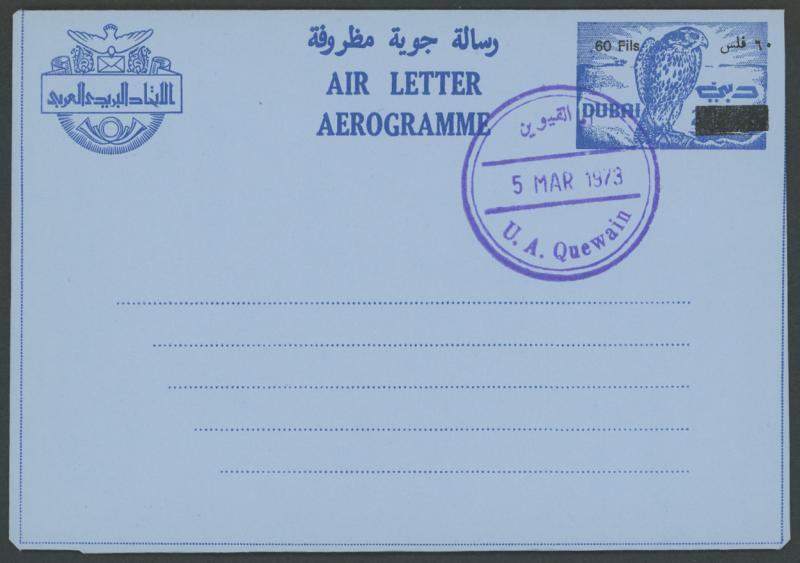 الاتحاد البريدي العربي
رسالة جوية مظروفة
AIR LETTER
AEROGRAMME
60 Fils
٦٠ فلس
DUBAI
دبي
القيوين
5 MAR 1973
U. A. Quewain